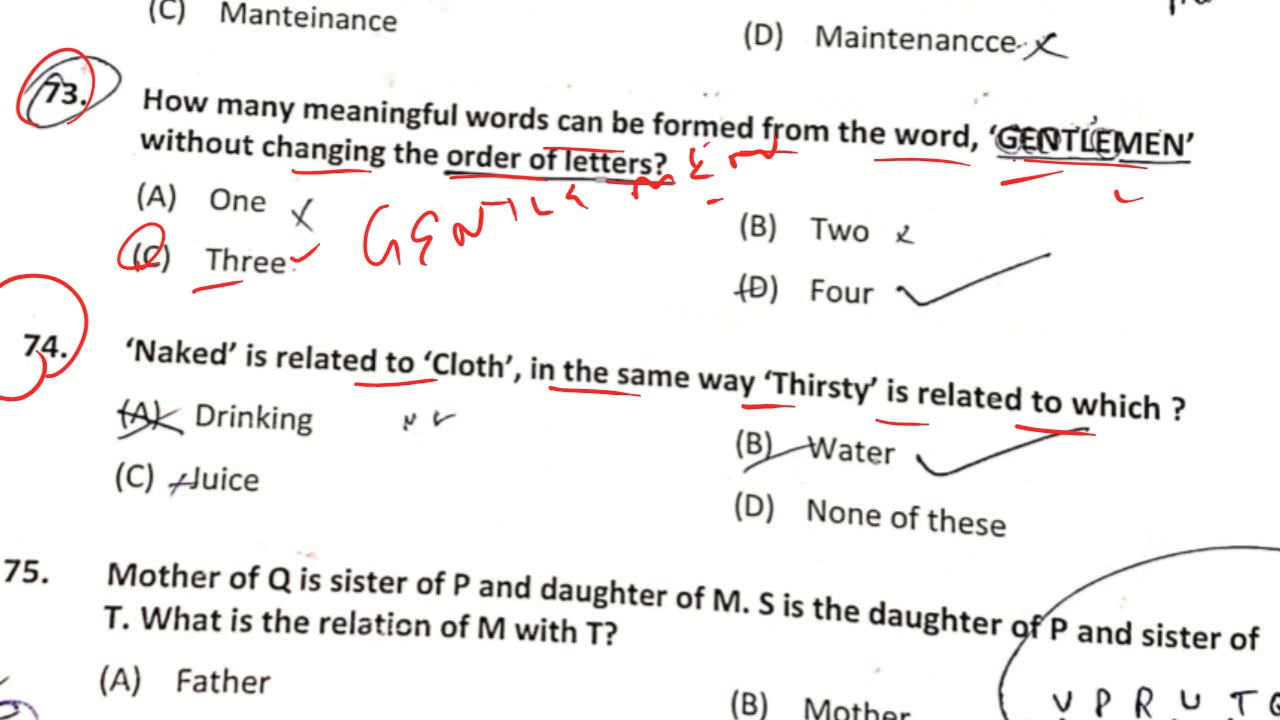 (C) Manteinance
(D) Maintenancce
73. How many meaningful words can be formed from the word, ‘GENTLEMEN’
without changing the order of letters?
(A) One
(B) Two
(C) Three
(D) Four
GENTLE MEN
74. ‘Naked’ is related to ‘Cloth’, in the same way ‘Thirsty’ is related to which ?
(A) Drinking
(B) Water
(C) Juice
(D) None of these
75. Mother of Q is sister of P and daughter of M. S is the daughter of P and sister of
T. What is the relation of M with T?
(A) Father
(B) Mother
V P R U T Q